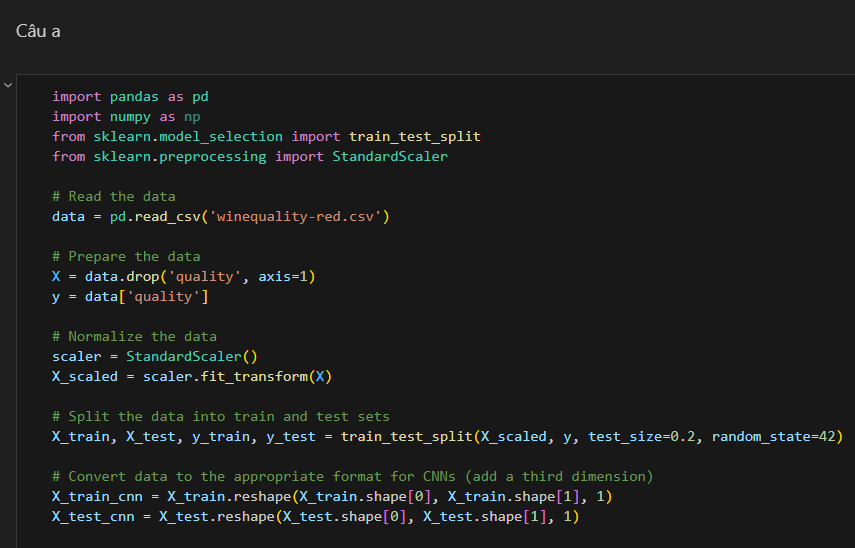 Câu a
import pandas as pd
import numpy as np
from sklearn.model_selection import train_test_split
from sklearn.preprocessing import StandardScaler
# Read the data
data = pd.read_csv('winequality-red.csv')
# Prepare the data
X = data.drop('quality', axis=1)
y = data['quality']
# Normalize the data
scaler = StandardScaler()
X_scaled = scaler.fit_transform(X)
# Split the data into train and test sets
X_train, X_test, y_train, y_test = train_test_split(X_scaled, y, test_size=0.2, random_state=42)
# Convert data to the appropriate format for CNNs (add a third dimension)
X_train_cnn = X_train.reshape(X_train.shape[0], X_train.shape[1], 1)
X_test_cnn = X_test.reshape(X_test.shape[0], X_test.shape[1], 1)